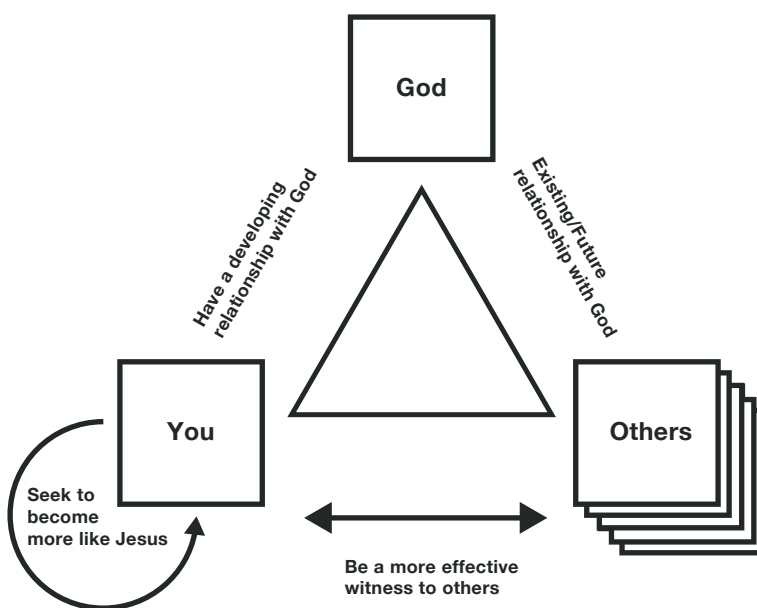 God
Have a developing
relationship with God
Existing/Future
relationship with God
You
Others
Seek to
become
more like Jesus
Be a more effective
witness to others